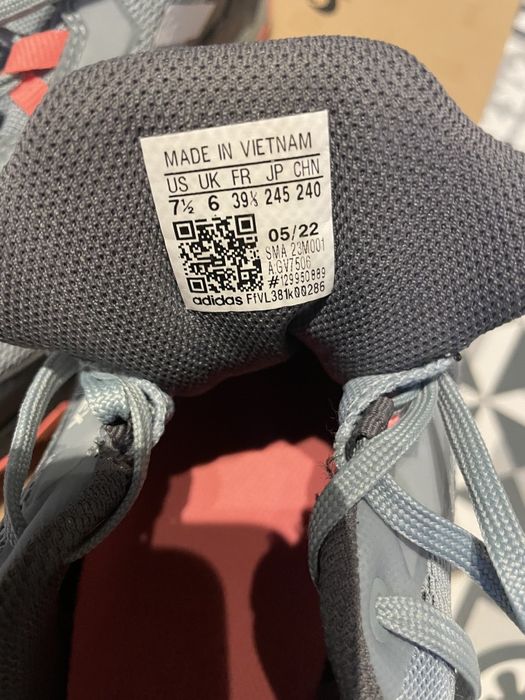 MADE IN VIETNAM
US UK FR JP CHN
7½ 6 39⅓ 245 240
05/22
SMA 23M001
A:GV7506
#129950889
adidas FfVL381k00286